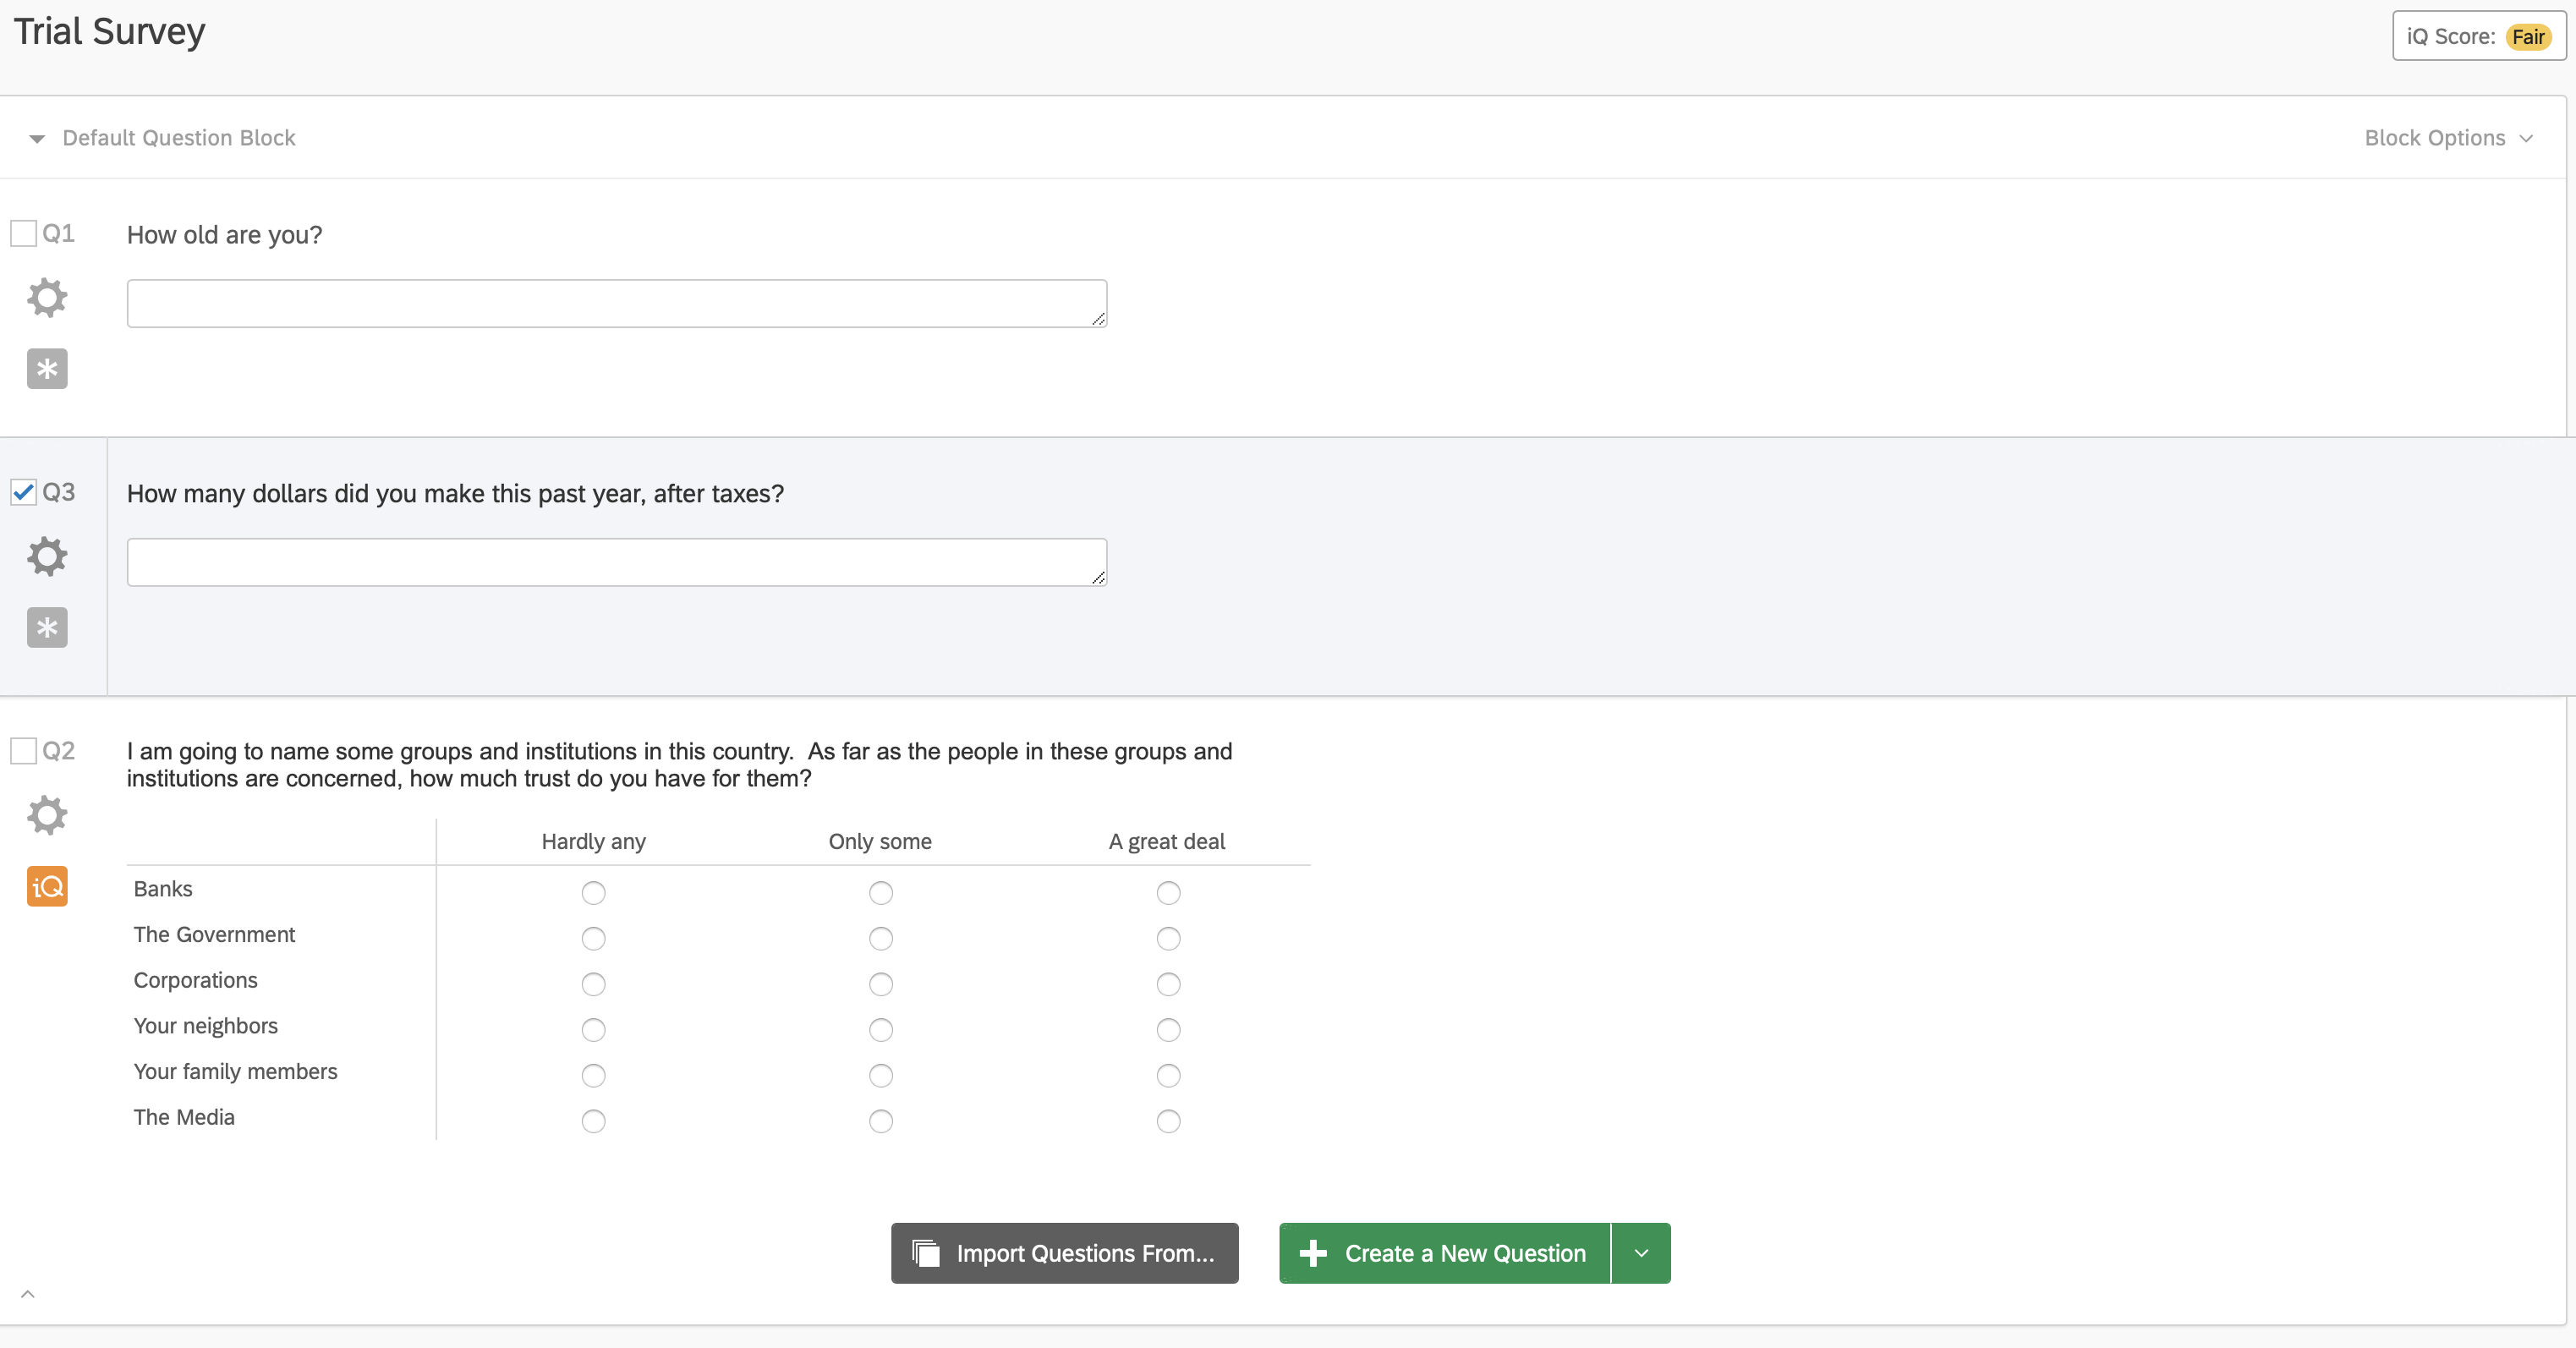 Trial Survey
iQ Score: Fair
Default Question Block
Block Options
Q1
How old are you?
*
Q3
How many dollars did you make this past year, after taxes?
*
Q2
I am going to name some groups and institutions in this country.  As far as the people in these groups and
institutions are concerned, how much trust do you have for them?
iQ
Hardly any Only some A great deal
Banks
The Government
Corporations
Your neighbors
Your family members
The Media
Import Questions From...
Create a New Question